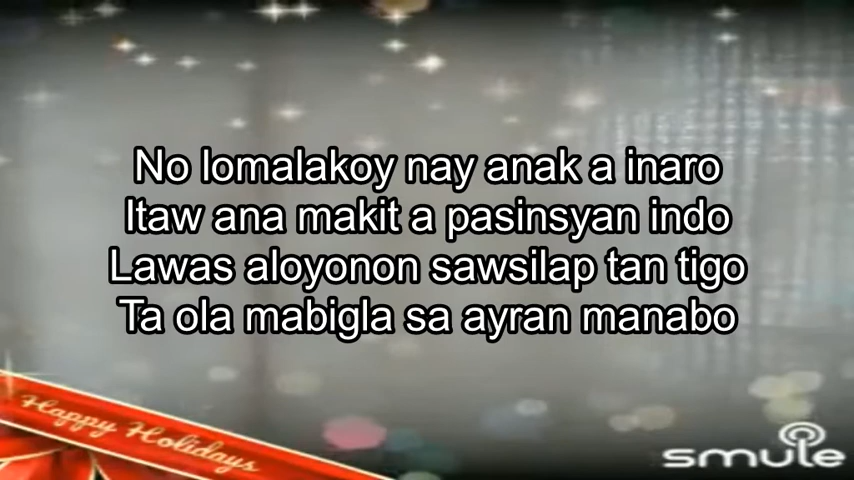 No lomalakoy nay anak a inaro
Itaw ana makit a pasinsyan indo
Lawas aloyonon sawsilap tan tigo
Ta ola mabigla sa ayran manabo
Happy Holidays
smule